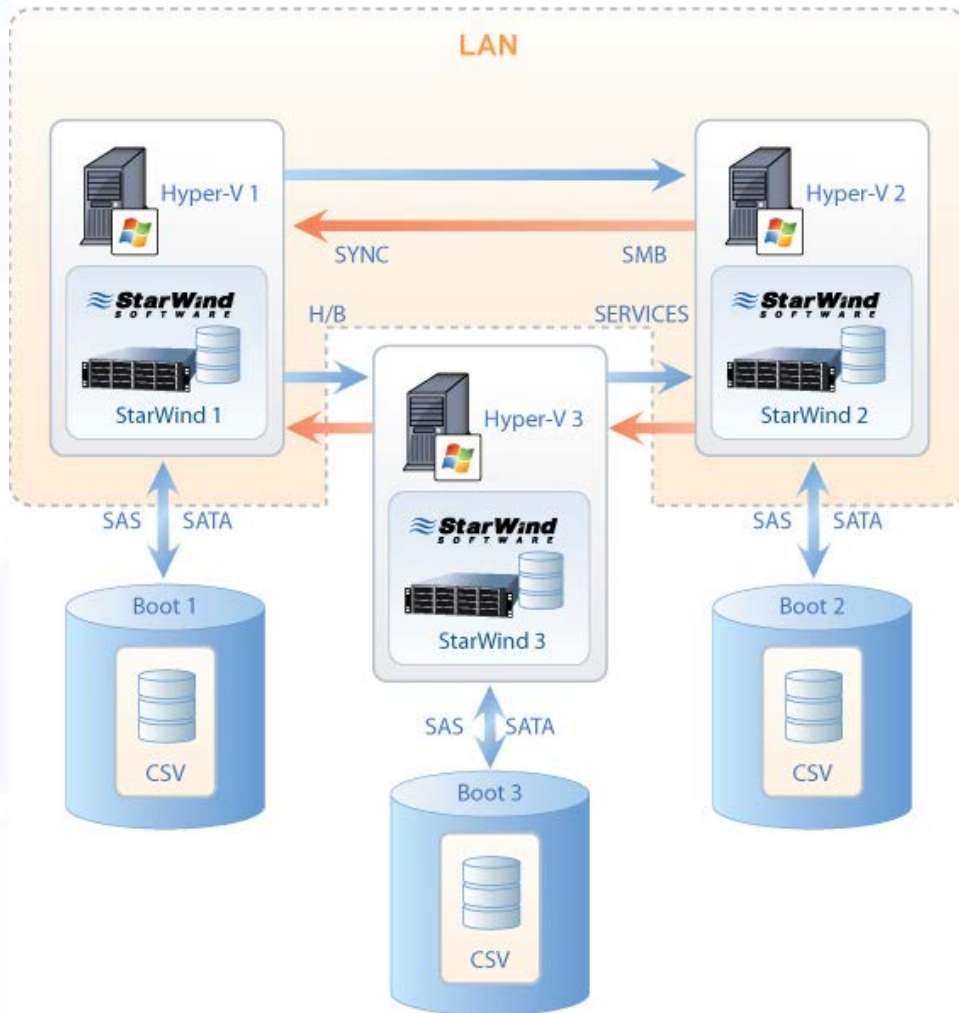 LAN
Hyper-V 1
Hyper-V 2
SYNC
SMB
StarWind
SOFTWARE
StarWind 1
StarWind
SOFTWARE
StarWind 2
H/B
SERVICES
Hyper-V 3
StarWind
SOFTWARE
StarWind 3
SAS
SATA
SAS
SATA
Boot 1
CSV
Boot 2
CSV
SAS
SATA
Boot 3
CSV